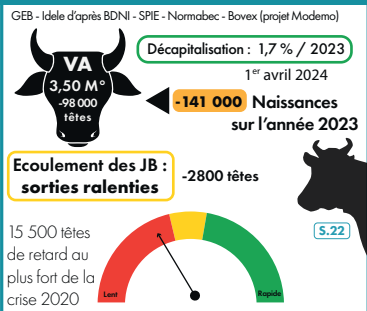 GEB - Idele d'après BDNI - SPIE - Normabec - Bovex (projet Modemo)
Décapitalisation : 1,7 % / 2023
1er avril 2024
VA
3,50 M°
-98 000
têtes
-141 000 Naissances
sur l'année 2023
Ecoulement des JB :
sorties ralenties
-2800 têtes
S.22
15 500 têtes
de retard au
plus fort de la
crise 2020
Lent
Rapide